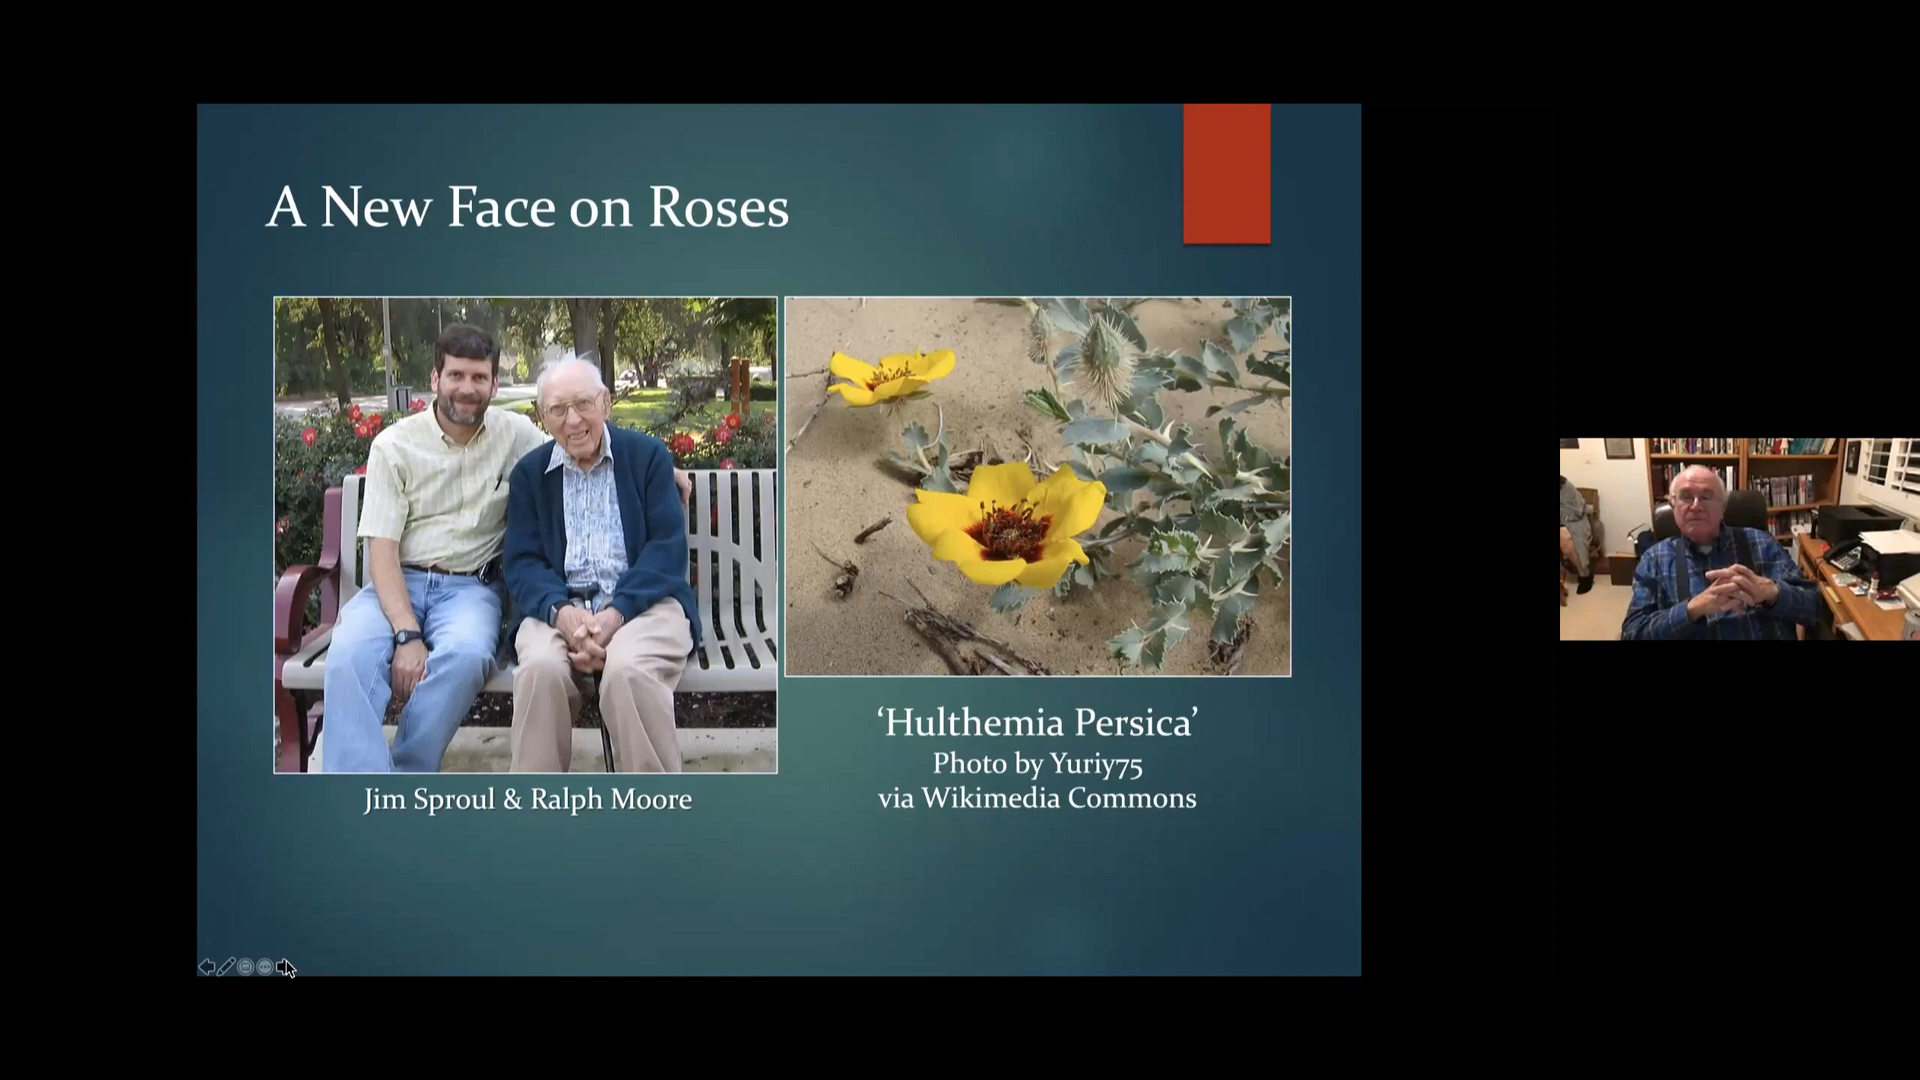 A New Face on Roses
Jim Sproul & Ralph Moore
‘Hulthemia Persica’
Photo by Yuriy75
via Wikimedia Commons